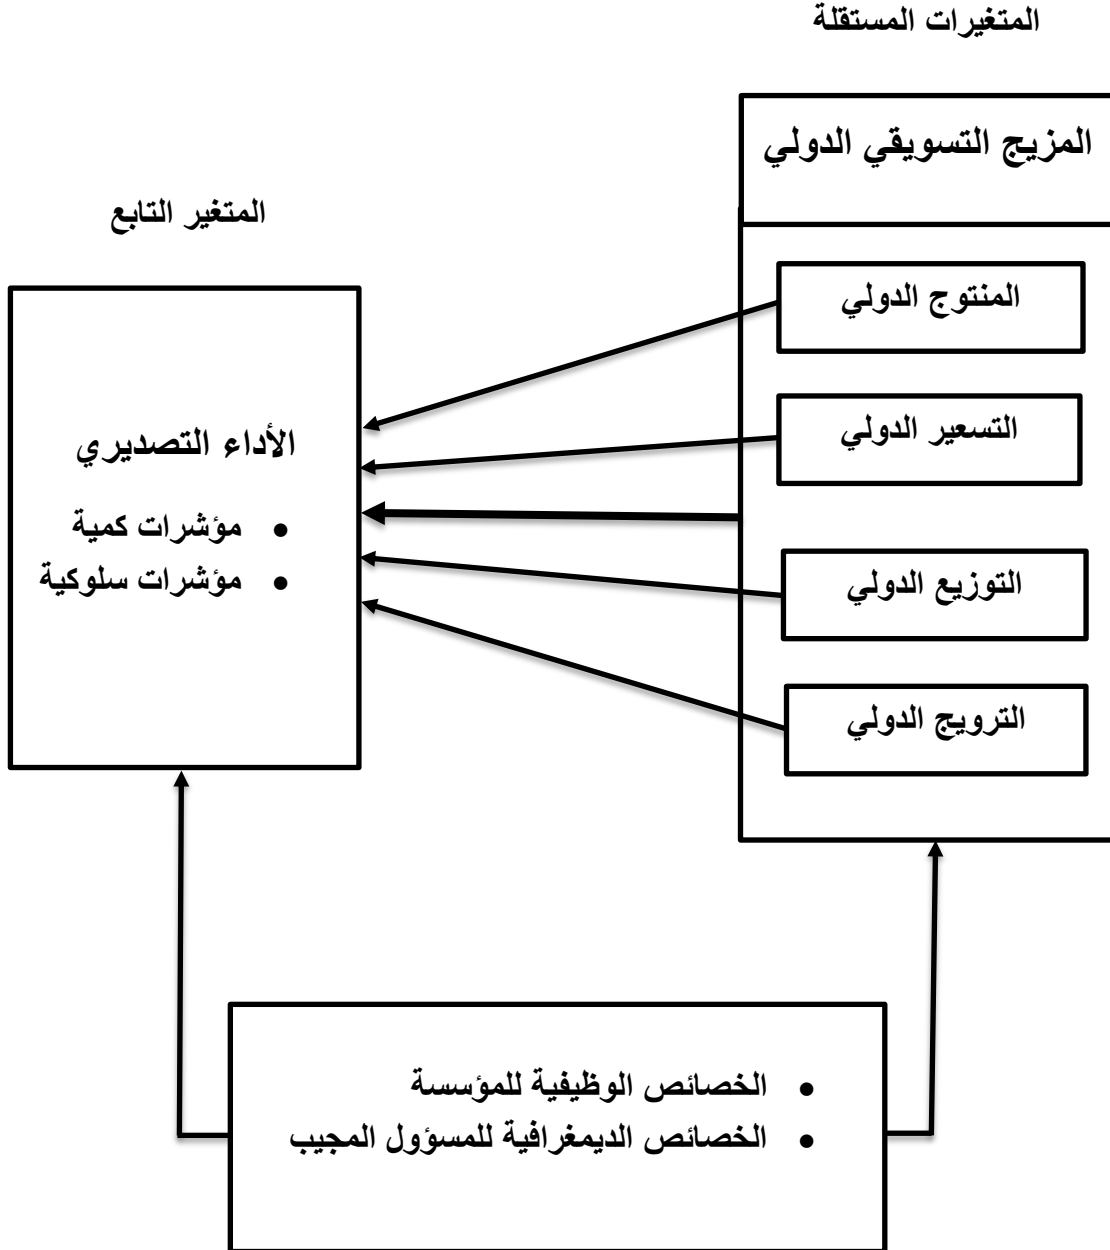 المتغيرات المستقلة
المزيج التسويقي الدولي
المنتوج الدولي
التسعير الدولي
التوزيع الدولي
الترويج الدولي
المتغير التابع
الأداء التصديري
• مؤشرات كمية
• مؤشرات سلوكية
• الخصائص الوظيفية للمؤسسة
• الخصائص الديمغرافية للمسؤول المجيب